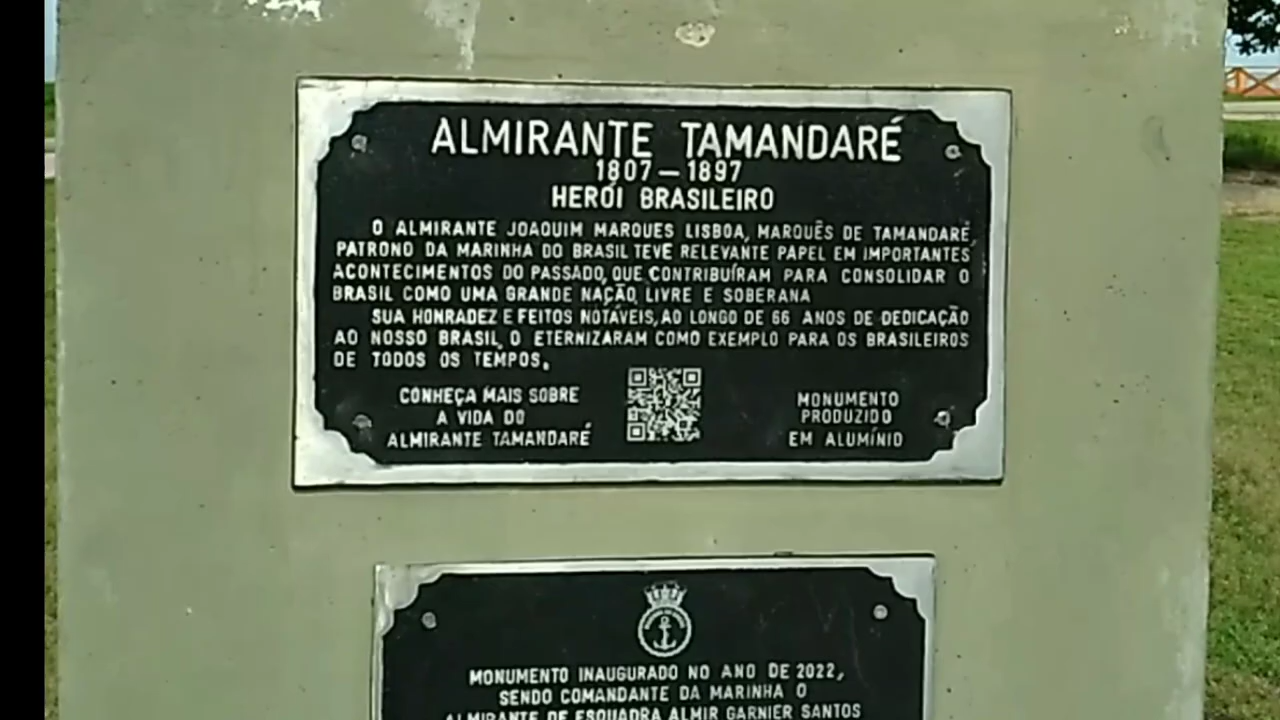 ALMIRANTE TAMANDARÉ
1807 – 1897
HERÓI BRASILEIRO
O ALMIRANTE JOAQUIM MARQUES LISBOA, MARQUÊS DE TAMANDARÉ,
PATRONO DA MARINHA DO BRASIL TEVE RELEVANTE PAPEL EM IMPORTANTES
ACONTECIMENTOS DO PASSADO, QUE CONTRIBUÍRAM PARA CONSOLIDAR O
BRASIL COMO UMA GRANDE NAÇÃO, LIVRE E SOBERANA
SUA HONRADEZ E FEITOS NOTÁVEIS, AO LONGO DE 66 ANOS DE DEDICAÇÃO
AO NOSSO BRASIL, O ETERNIZARAM COMO EXEMPLO PARA OS BRASILEIROS
DE TODOS OS TEMPOS.
CONHEÇA MAIS SOBRE
A VIDA DO
ALMIRANTE TAMANDARÉ
MONUMENTO
PRODUZIDO
EM ALUMÍNIO
MONUMENTO INAUGURADO NO ANO DE 2022,
SENDO COMANDANTE DA MARINHA O
ALMIRANTE DE ESQUADRA ALMIR GARNIER SANTOS